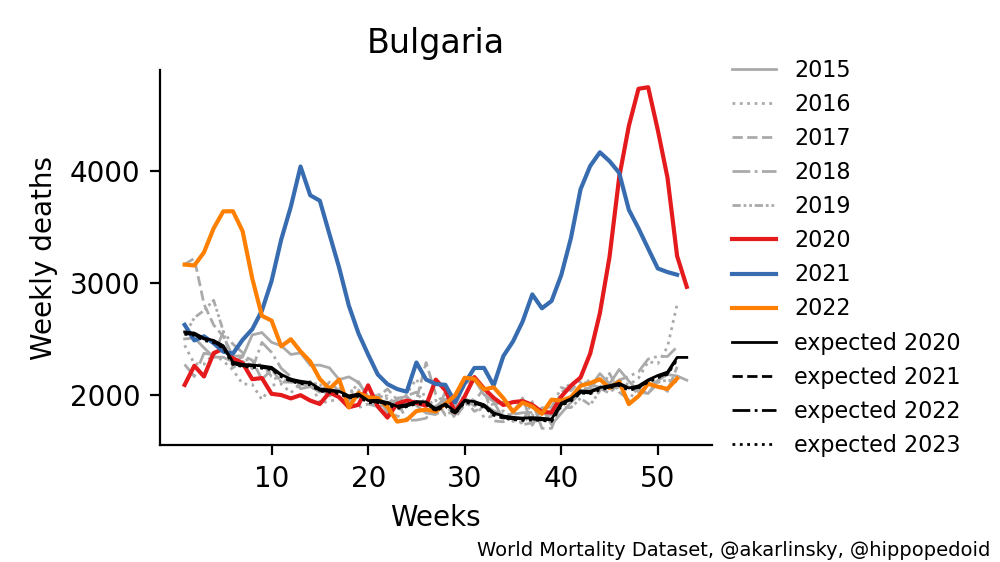 Bulgaria
Weekly deaths
4000
3000
2000
10 20 30 40 50
Weeks
2015
2016
2017
2018
2019
2020
2021
2022
expected 2020
expected 2021
expected 2022
expected 2023
World Mortality Dataset, @akarlinsky, @hippopedoid